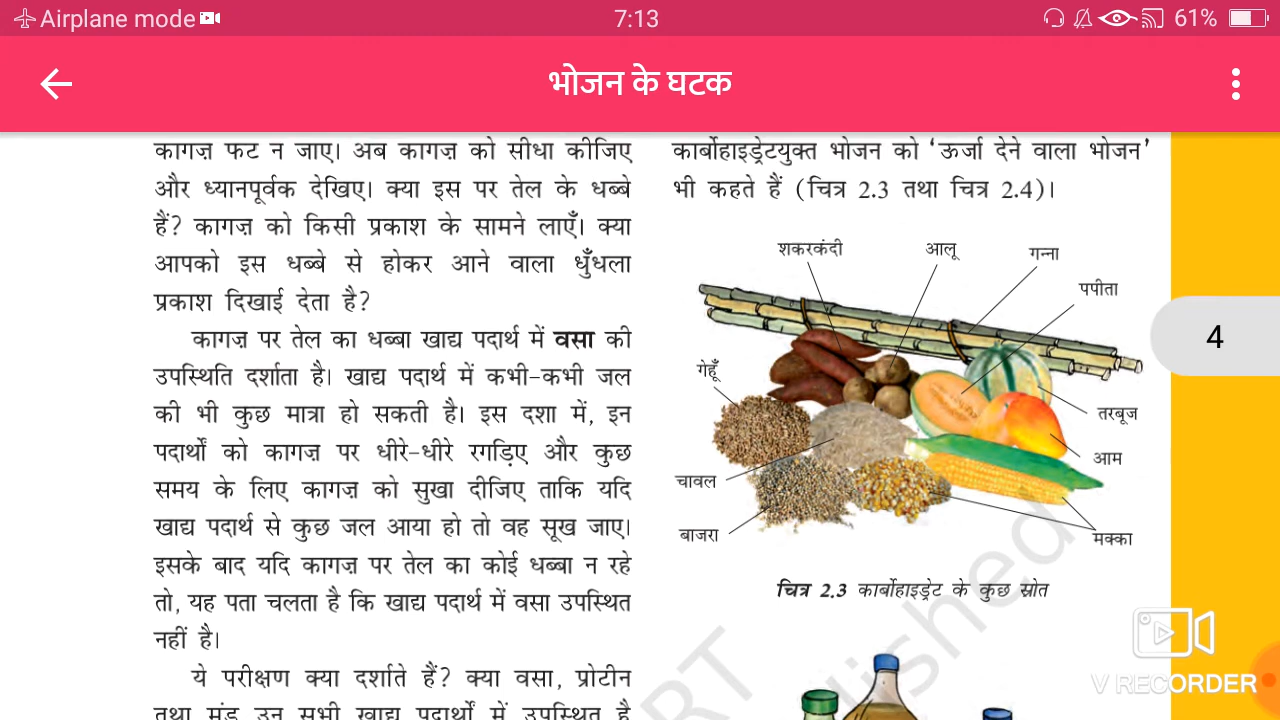 Airplane mode
7:13
61%
भोजन के घटक
कागज़ फट न जाए। अब कागज़ को सीधा कीजिए
और ध्यानपूर्वक देखिए। क्या इस पर तेल के धब्बे
हैं? कागज़ को किसी प्रकाश के सामने लाएँ। क्या
आपको इस धब्बे से होकर आने वाला धुँधला
प्रकाश दिखाई देता है?
कागज़ पर तेल का धब्बा खाद्य पदार्थ में वसा की
उपस्थिति दर्शाता है। खाद्य पदार्थ में कभी-कभी जल
की भी कुछ मात्रा हो सकती है। इस दशा में, इन
पदार्थों को कागज़ पर धीरे-धीरे रगड़िए और कुछ
समय के लिए कागज़ को सुखा दीजिए ताकि यदि
खाद्य पदार्थ से कुछ जल आया हो तो वह सूख जाए।
इसके बाद यदि कागज़ पर तेल का कोई धब्बा न रहे
तो, यह पता चलता है कि खाद्य पदार्थ में वसा उपस्थित
नहीं है।
ये परीक्षण क्या दर्शाते हैं? क्या वसा, प्रोटीन
तथा मंड उन सभी खाद्य पदार्थों में उपस्थित है
कार्बोहाइड्रेटयुक्त भोजन को ‘ऊर्जा देने वाला भोजन’
भी कहते हैं (चित्र 2.3 तथा चित्र 2.4)।
शकरकंदी
आलू
गन्ना
पपीता
गेहूँ
तरबूज
आम
चावल
बाजरा
मक्का
चित्र 2.3 कार्बोहाइड्रेट के कुछ स्रोत
4
V RECORDER